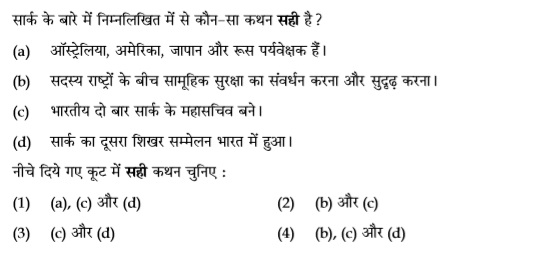 सार्क के बारे में निम्नलिखित में से कौन-सा कथन सही है ?
(a) ऑस्ट्रेलिया, अमेरिका, जापान और रूस पर्यवेक्षक हैं।
(b) सदस्य राष्ट्रों के बीच सामूहिक सुरक्षा का संवर्धन करना और सुदृढ़ करना।
(c) भारतीय दो बार सार्क के महासचिव बने।
(d) सार्क का दूसरा शिखर सम्मेलन भारत में हुआ।
नीचे दिये गए कूट में सही कथन चुनिए :
(1) (a), (c) और (d) (2) (b) और (c)
(3) (c) और (d) (4) (b), (c) और (d)